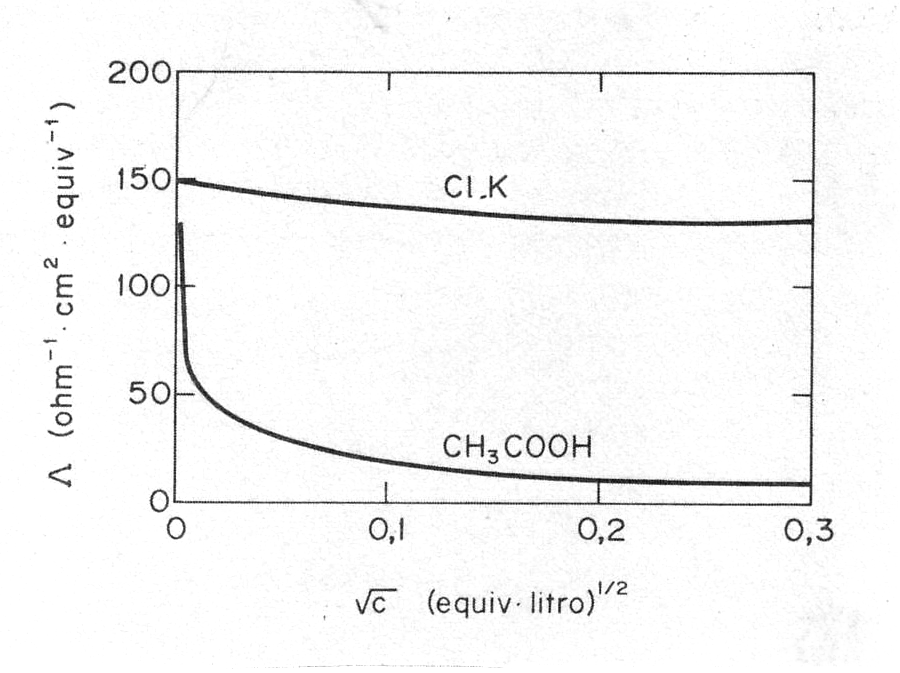 200
150
100
50
0
Λ (ohm⁻¹·cm²·equiv⁻¹)
Cl.K
CH₃COOH
0 0,1 0,2 0,3
√c (equiv·litro)¹/²